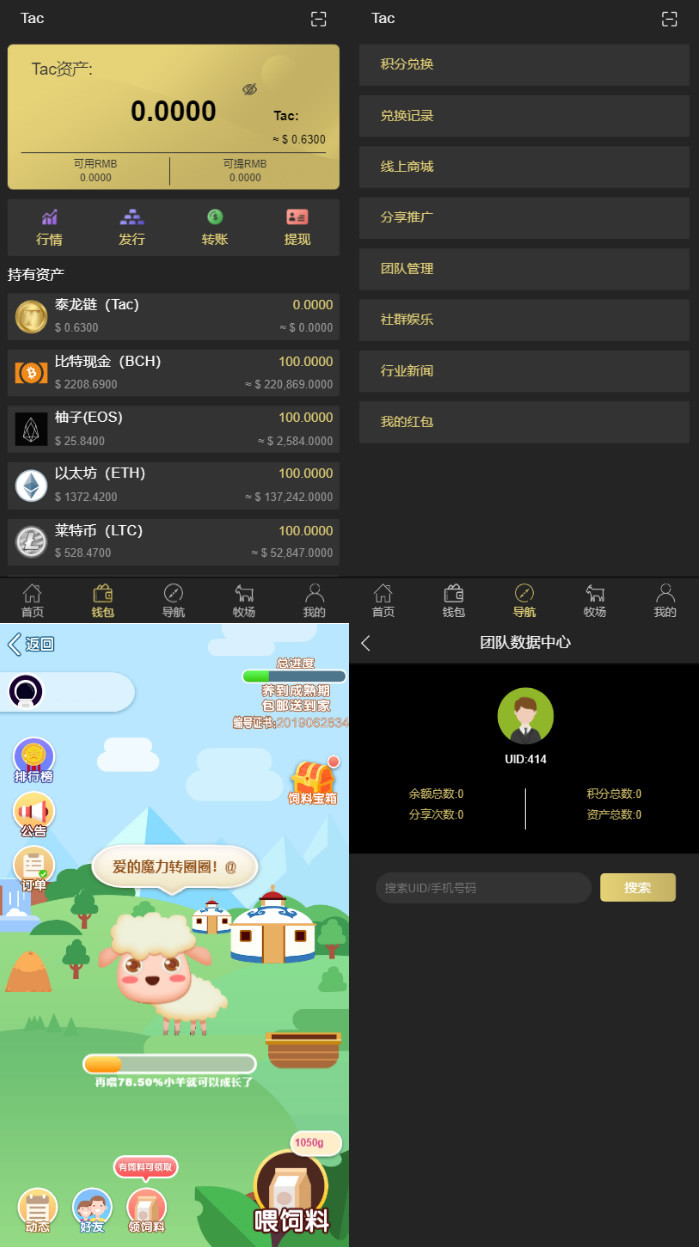 Tac
Tac资产:
0.0000
Tac:
≈ $ 0.6300
可用RMB
可提RMB
0.0000
0.0000
行情
发行
转账
提现
持有资产
泰龙链（Tac)
0.0000
$ 0.6300
≈ $ 0.0000
比特现金（BCH)
100.0000
$ 2208.6900
≈ $ 220,869.0000
柚子(EOS)
100.0000
$ 25.8400
≈ $ 2,584.0000
以太坊（ETH)
100.0000
$ 1372.4200
≈ $ 137,242.0000
莱特币（LTC)
100.0000
$ 528.4700
≈ $ 52,847.0000
首页
钱包
导航
牧场
我的
Tac
积分兑换
兑换记录
线上商城
分享推广
团队管理
社群娱乐
行业新闻
我的红包
首页
钱包
导航
牧场
我的
返回
总进度
养到成熟期
包邮送到家
编号证书:2019062834
排行榜
饲料宝箱
公告
订单
爱的魔力转圈圈！@
再喂78.50%小羊就可以成长了
1050g
有饲料可领取
动态
好友
领饲料
喂饲料
团队数据中心
UID:414
余额总数:0
积分总数:0
分享次数:0
资产总数:0
搜索UID/手机号码
搜索